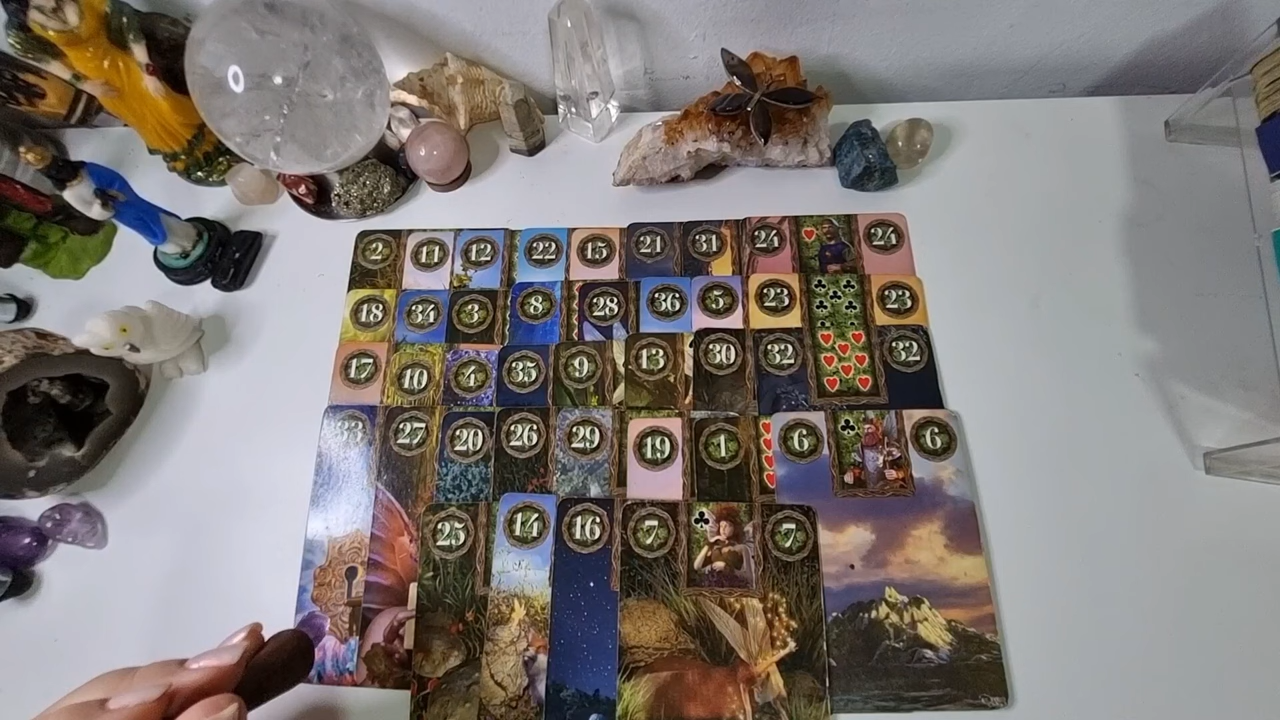 2 11 12 22 15 21 31 24 24
18 34 3 8 28 36 5 23 23
17 10 4 35 9 13 30 32 32
33 27 20 26 29 19 1 6 6
25 14 16 7 7